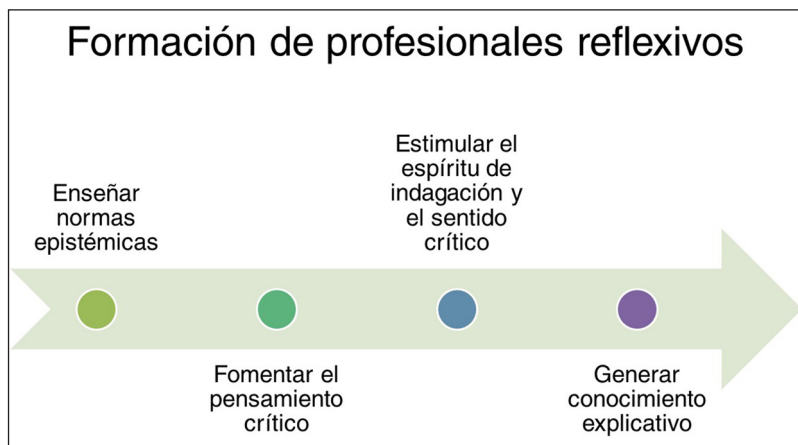 Formación de profesionales reflexivos
Enseñar
normas
epistémicas
Fomentar el
pensamiento
crítico
Estimular el
espíritu de
indagación y
el sentido
crítico
Generar
conocimiento
explicativo